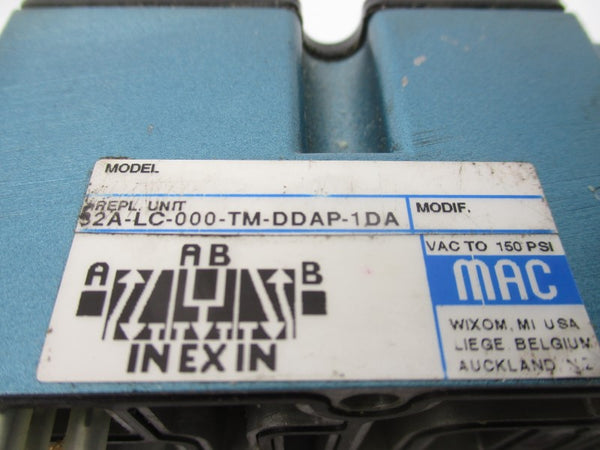 MODEL
REPL. UNIT
52A-LC-000-TM-DDAP-1DA
MODIF.
VAC TO 150 PSI
MAC
WIXOM, MI USA
LIEGE, BELGIUM
AUCKLAND N.Z
A B
A
B
IN EX IN